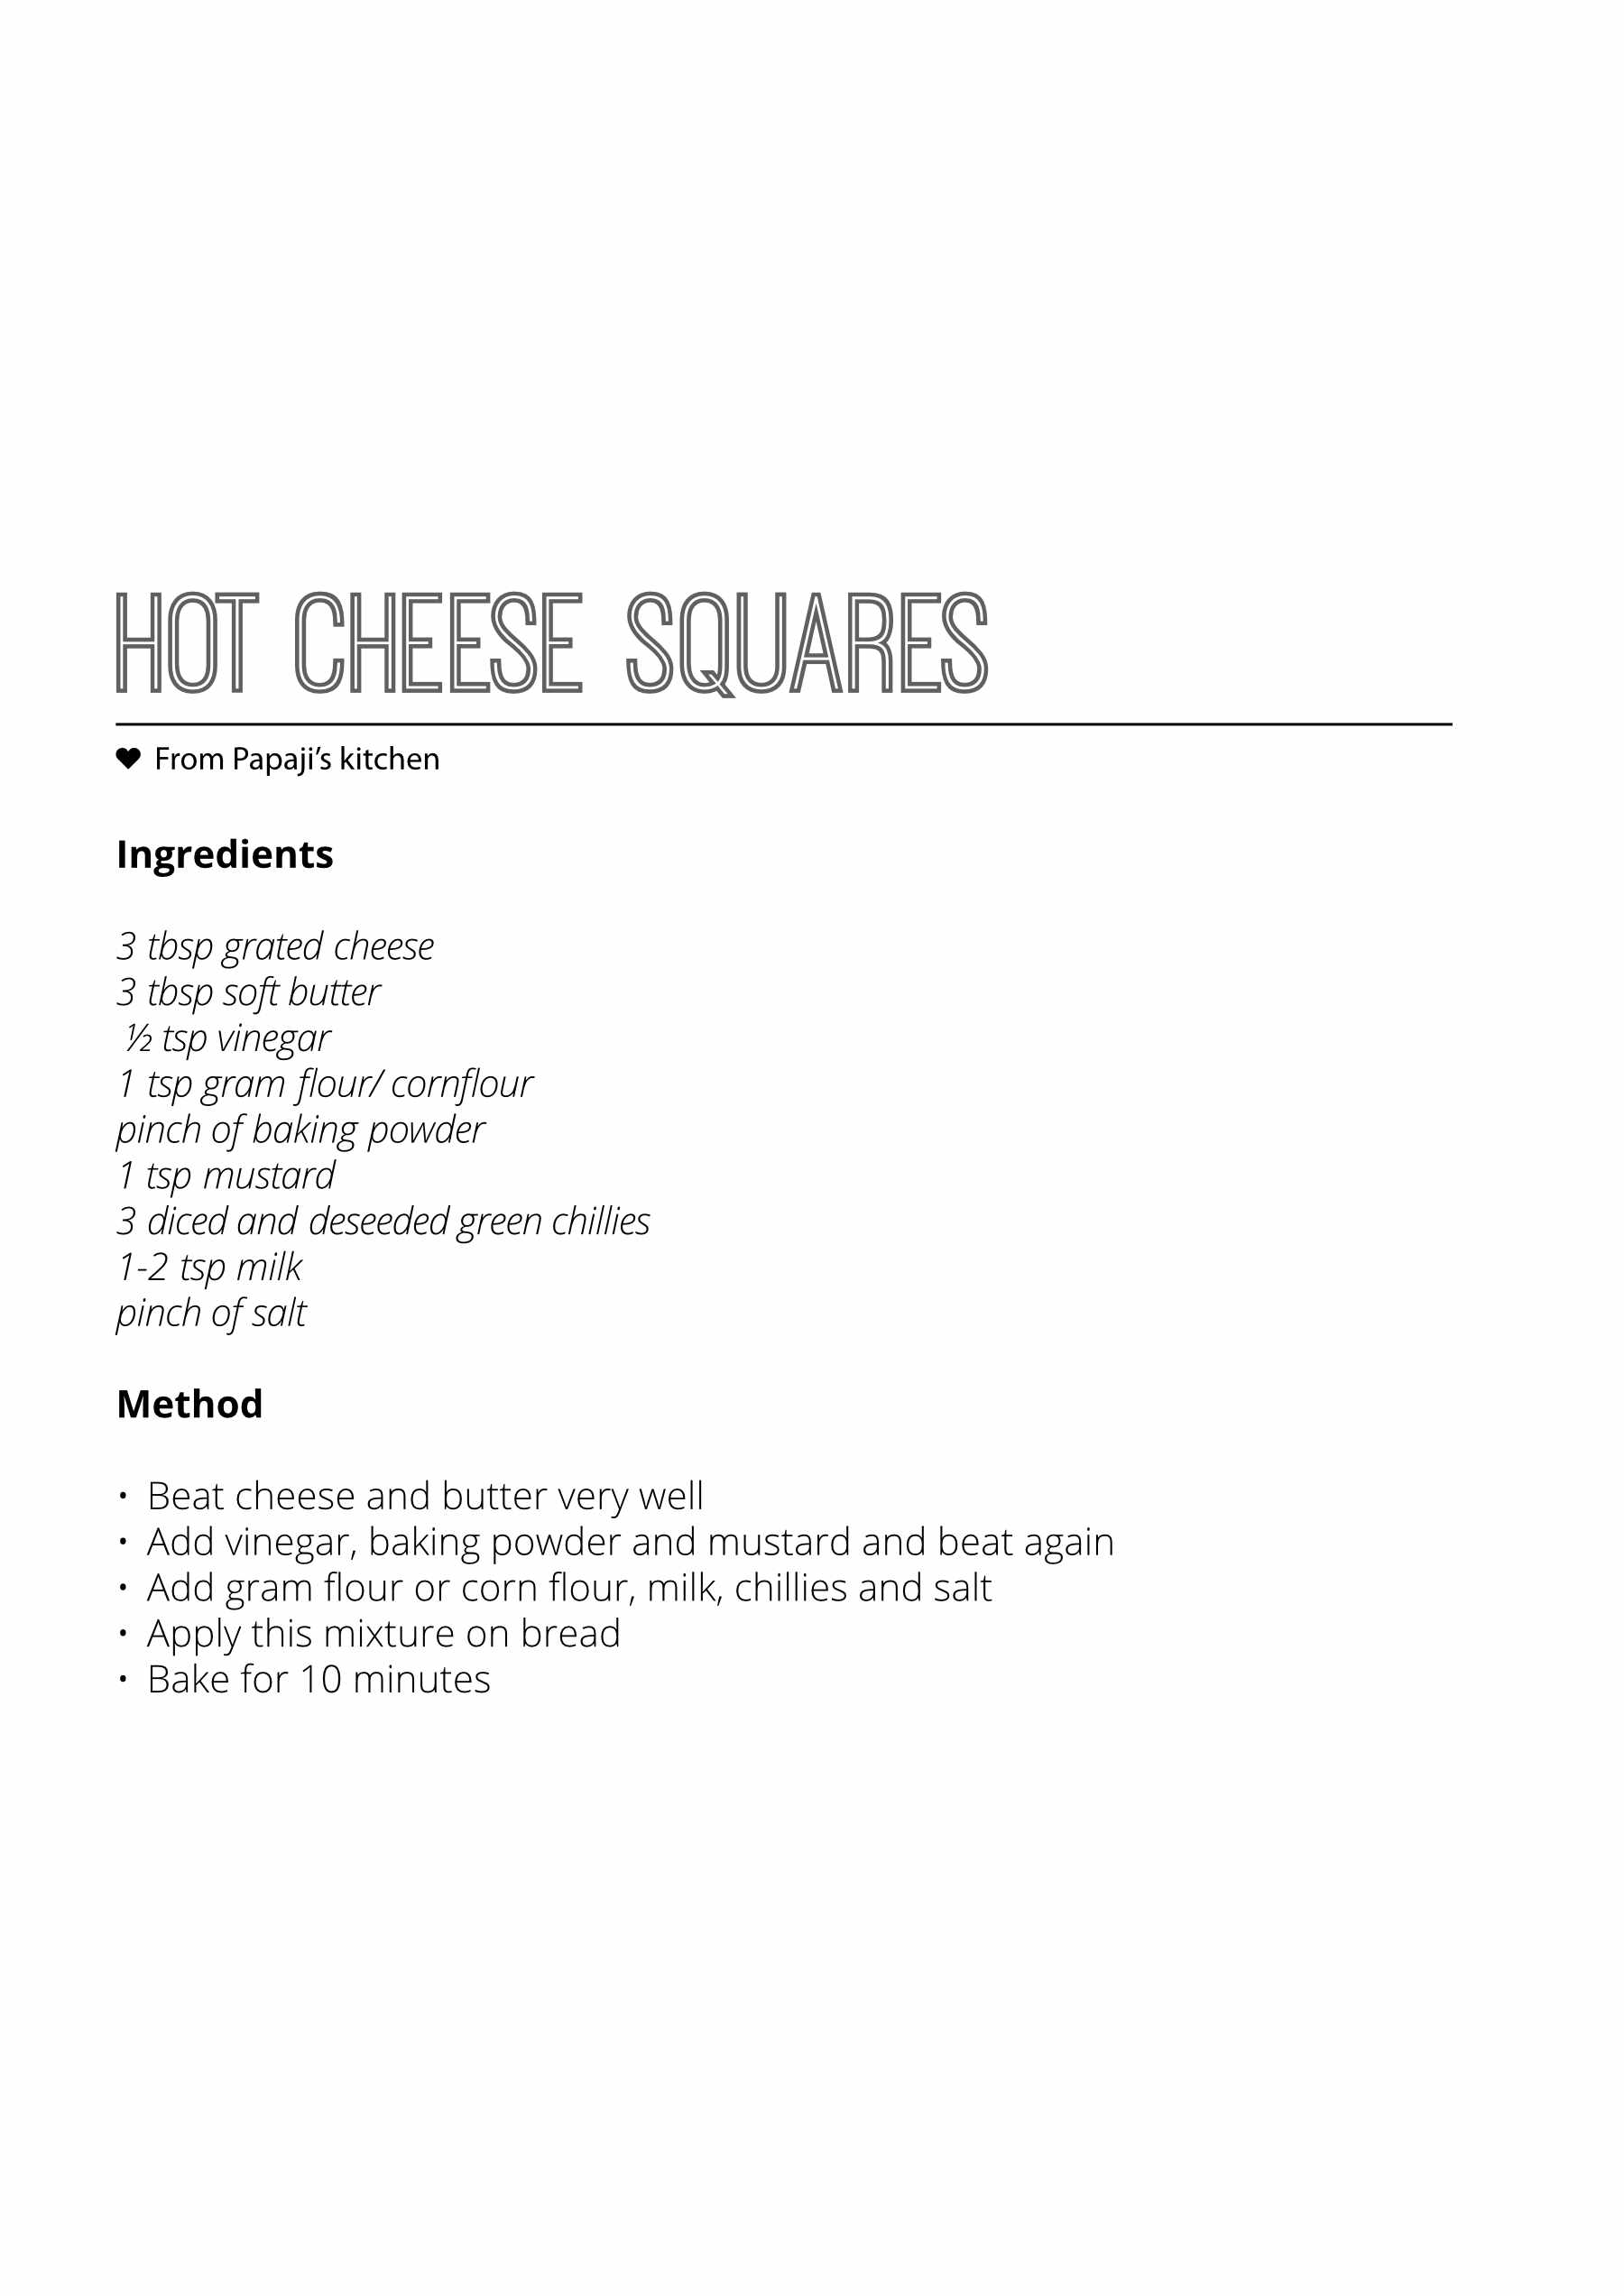 HOT CHEESE SQUARES
♥ From Papaji’s kitchen
Ingredients
3 tbsp grated cheese
3 tbsp soft butter
½ tsp vinegar
1 tsp gram flour/ cornflour
pinch of baking powder
1 tsp mustard
3 diced and deseeded green chillies
1-2 tsp milk
pinch of salt
Method
• Beat cheese and butter very well
• Add vinegar, baking powder and mustard and beat again
• Add gram flour or corn flour, milk, chillies and salt
• Apply this mixture on bread
• Bake for 10 minutes